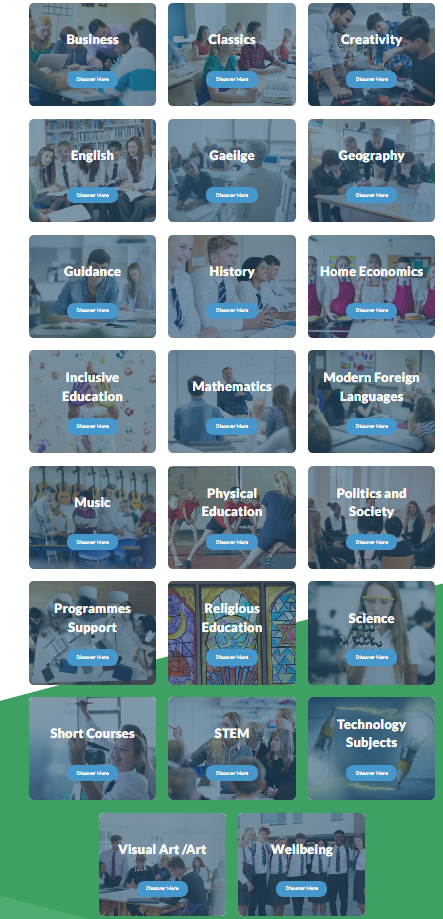 Business
Discover More
Classics
Discover More
Creativity
Discover More
English
Discover More
Gaeilge
Discover More
Geography
Discover More
Guidance
Discover More
History
Discover More
Home Economics
Discover More
Inclusive
Education
Discover More
Mathematics
Discover More
Modern Foreign
Languages
Discover More
Music
Discover More
Physical
Education
Discover More
Politics and
Society
Discover More
Programmes
Support
Discover More
Religious
Education
Discover More
Science
Discover More
Short Courses
Discover More
STEM
Discover More
Technology
Subjects
Discover More
Visual Art /Art
Discover More
Wellbeing
Discover More